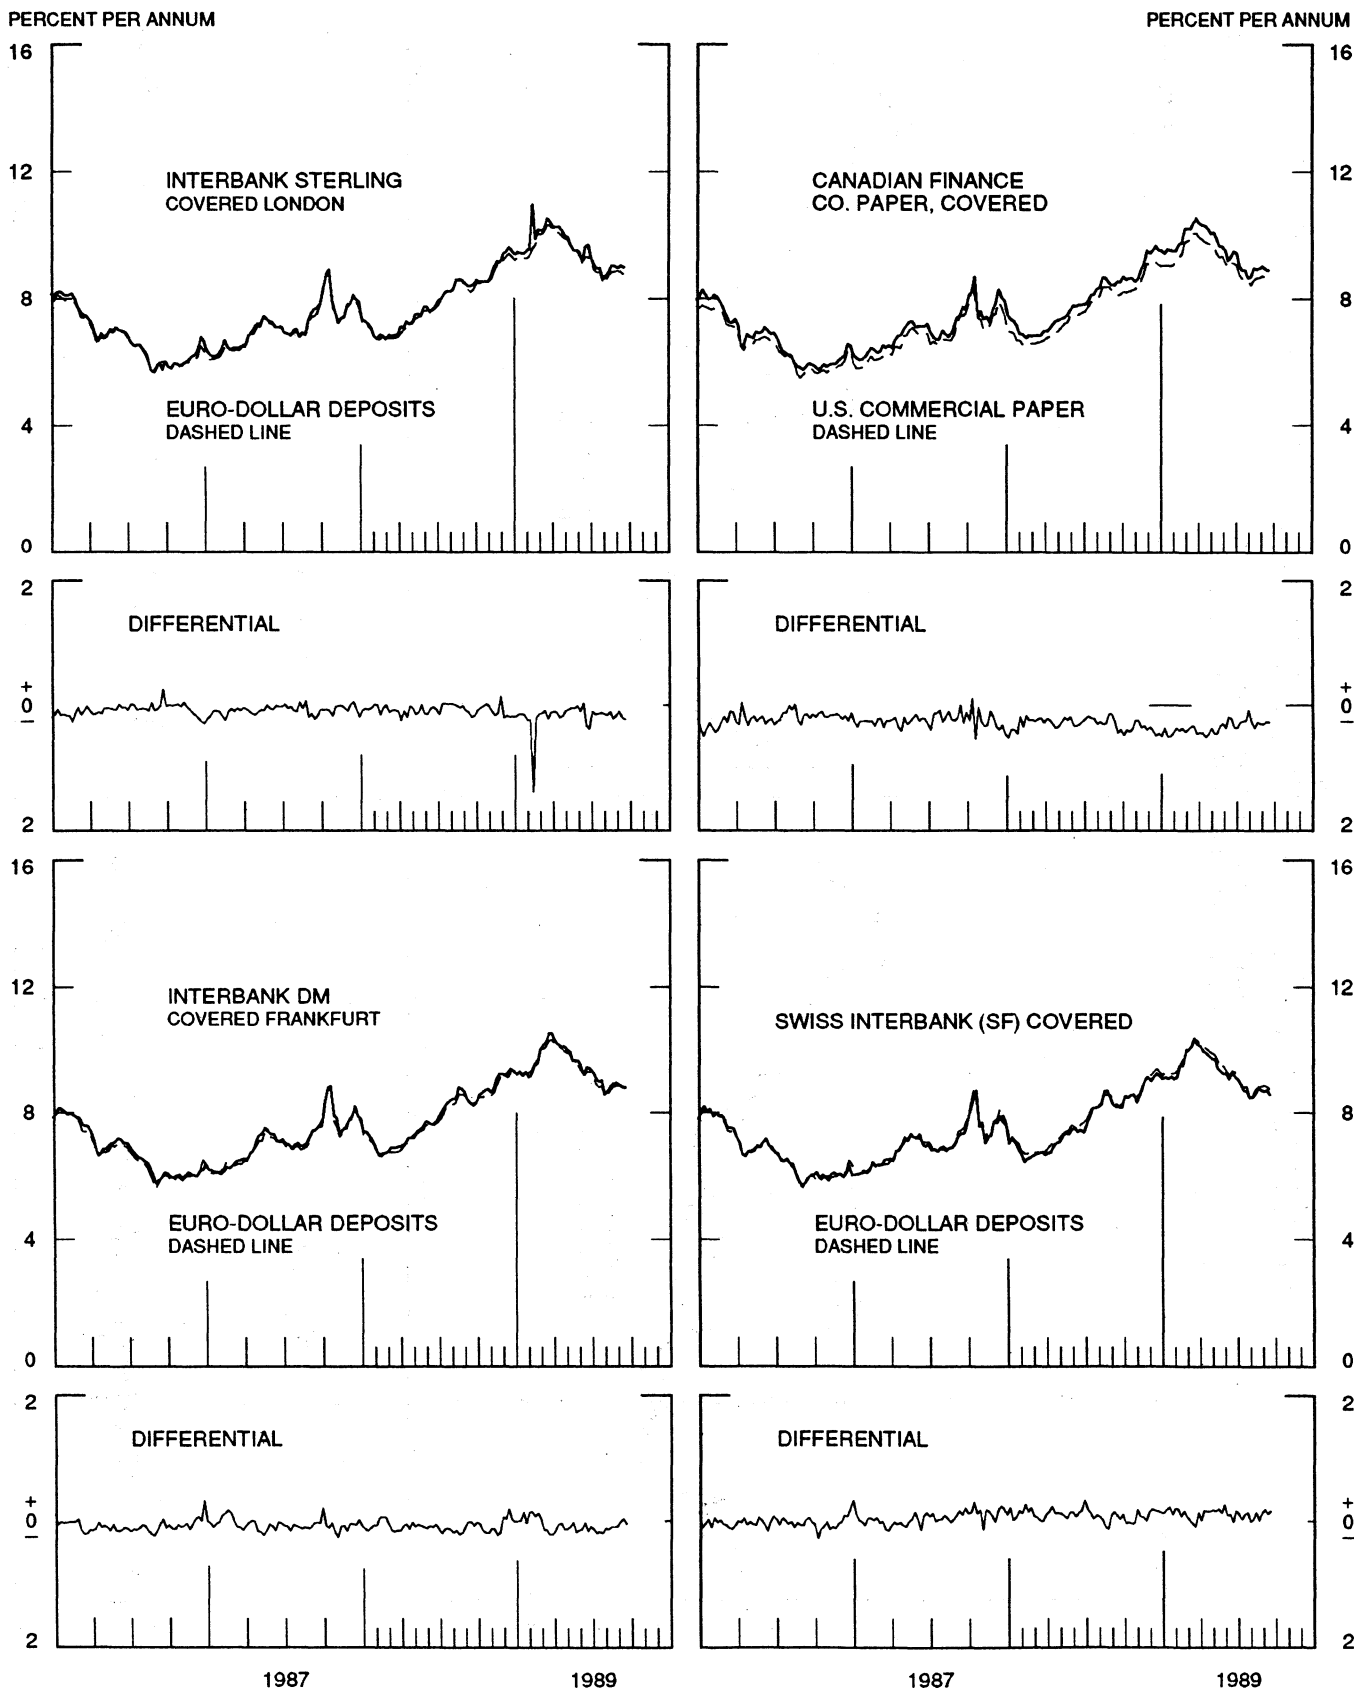 PERCENT PER ANNUM
PERCENT PER ANNUM
16
16
12
INTERBANK STERLING
COVERED LONDON
CANADIAN FINANCE
CO. PAPER, COVERED
12
8
8
4
EURO-DOLLAR DEPOSITS
DASHED LINE
U.S. COMMERCIAL PAPER
DASHED LINE
4
0
0
2
2
DIFFERENTIAL
DIFFERENTIAL
+
0
−
+
0
−
2
2
16
16
12
INTERBANK DM
COVERED FRANKFURT
SWISS INTERBANK (SF) COVERED
12
8
8
4
EURO-DOLLAR DEPOSITS
DASHED LINE
EURO-DOLLAR DEPOSITS
DASHED LINE
4
0
0
2
2
DIFFERENTIAL
DIFFERENTIAL
+
0
−
+
0
−
2
2
1987
1989
1987
1989